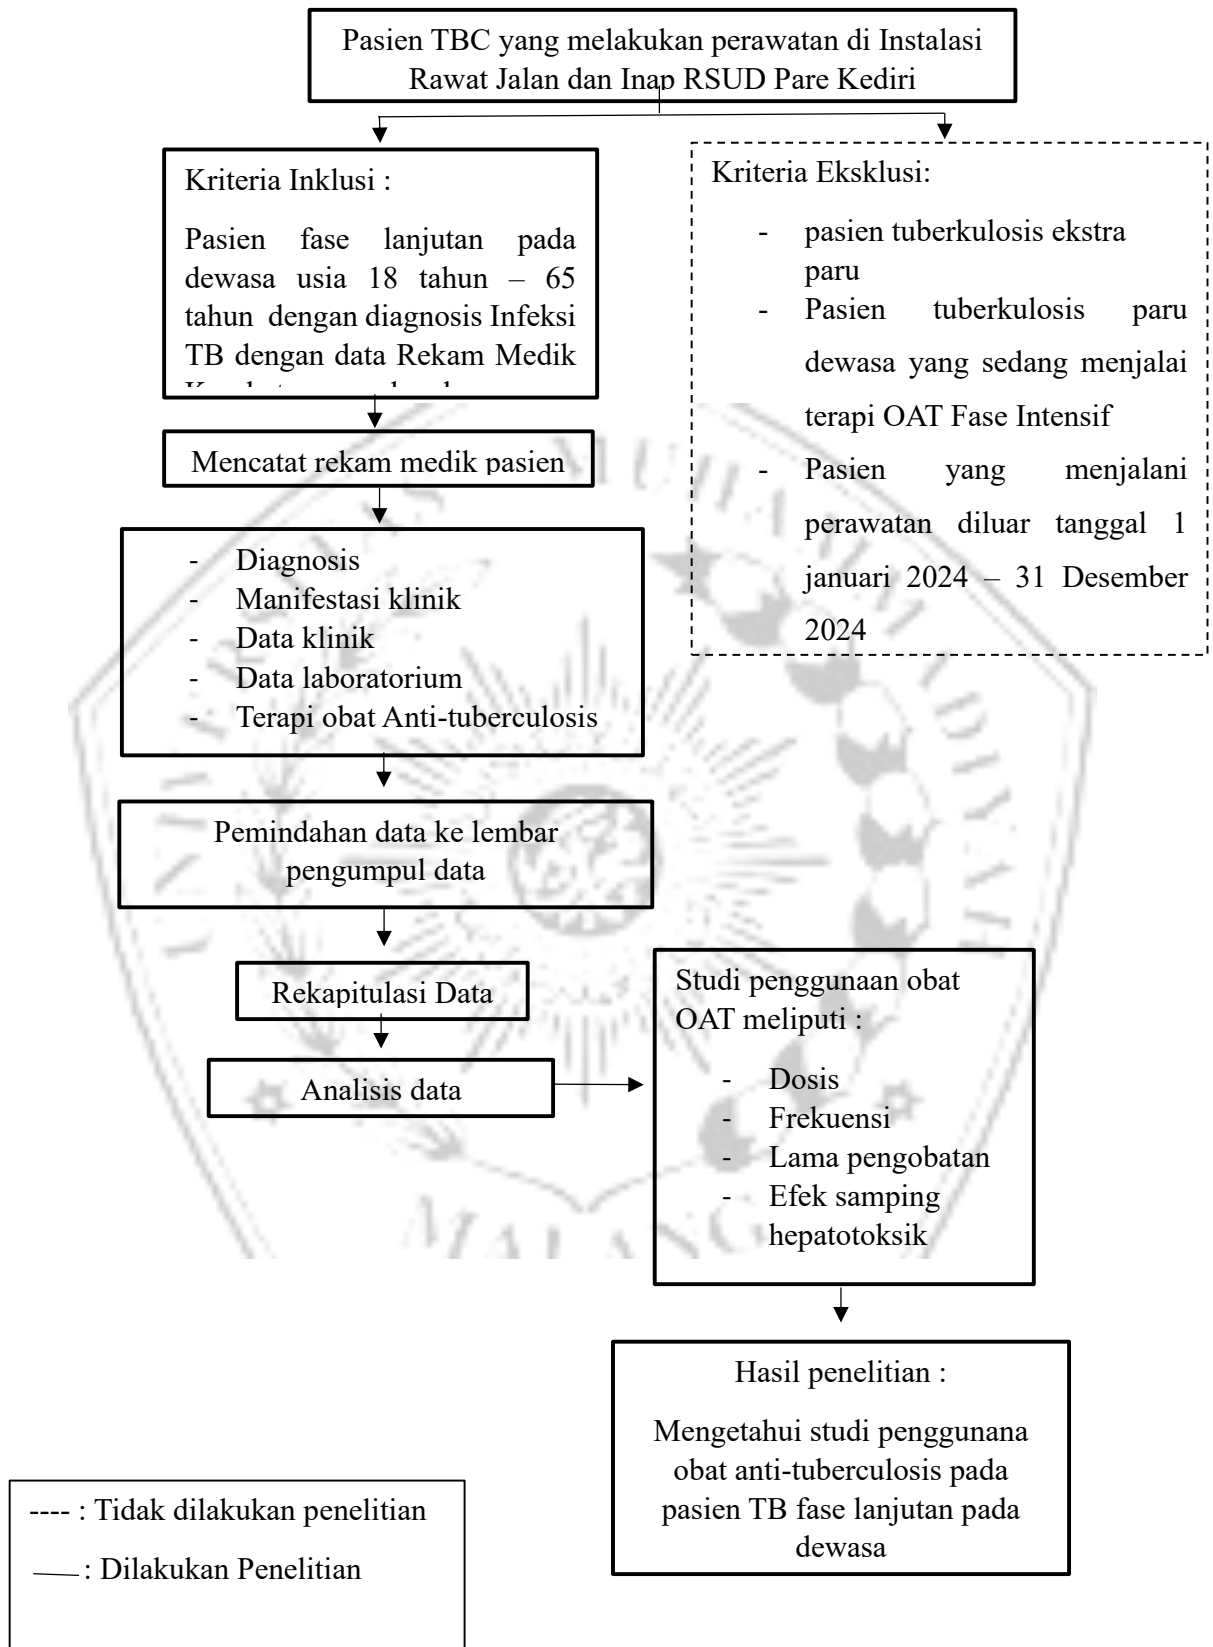 Pasien TBC yang melakukan perawatan di Instalasi
Rawat Jalan dan Inap RSUD Pare Kediri
Kriteria Inklusi :
Pasien fase lanjutan pada
dewasa usia 18 tahun – 65
tahun dengan diagnosis Infeksi
TB dengan data Rekam Medik
Kriteria Eksklusi:
- pasien tuberkulosis ekstra
paru
- Pasien tuberkulosis paru
dewasa yang sedang menjalai
terapi OAT Fase Intensif
- Pasien yang menjalani
perawatan diluar tanggal 1
januari 2024 – 31 Desember
2024
Mencatat rekam medik pasien
- Diagnosis
- Manifestasi klinik
- Data klinik
- Data laboratorium
- Terapi obat Anti-tuberculosis
Pemindahan data ke lembar
pengumpul data
Rekapitulasi Data
Analisis data
Studi penggunaan obat
OAT meliputi :
- Dosis
- Frekuensi
- Lama pengobatan
- Efek samping
hepatotoksik
Hasil penelitian :
Mengetahui studi penggunana
obat anti-tuberculosis pada
pasien TB fase lanjutan pada
dewasa
---- : Tidak dilakukan penelitian
—— : Dilakukan Penelitian
UNIVERSITAS MUHAMMADIYAH
MALANG